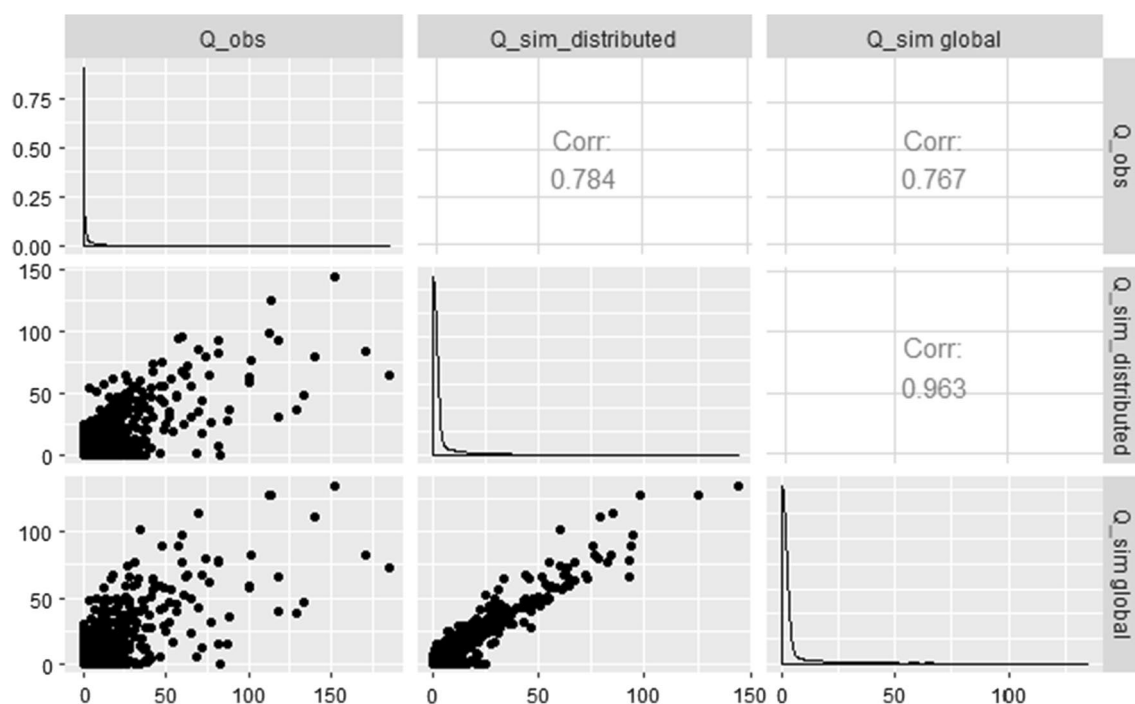 Q_obs Q_sim_distributed Q_sim global
0.75
0.50
0.25
0.00
Corr:
0.784
Corr:
0.767
Q_obs
150
100
50
0
Corr:
0.963
Q_sim_distributed
100
50
0
Q_sim global
0 50 100 150 0 50 100 150 0 50 100